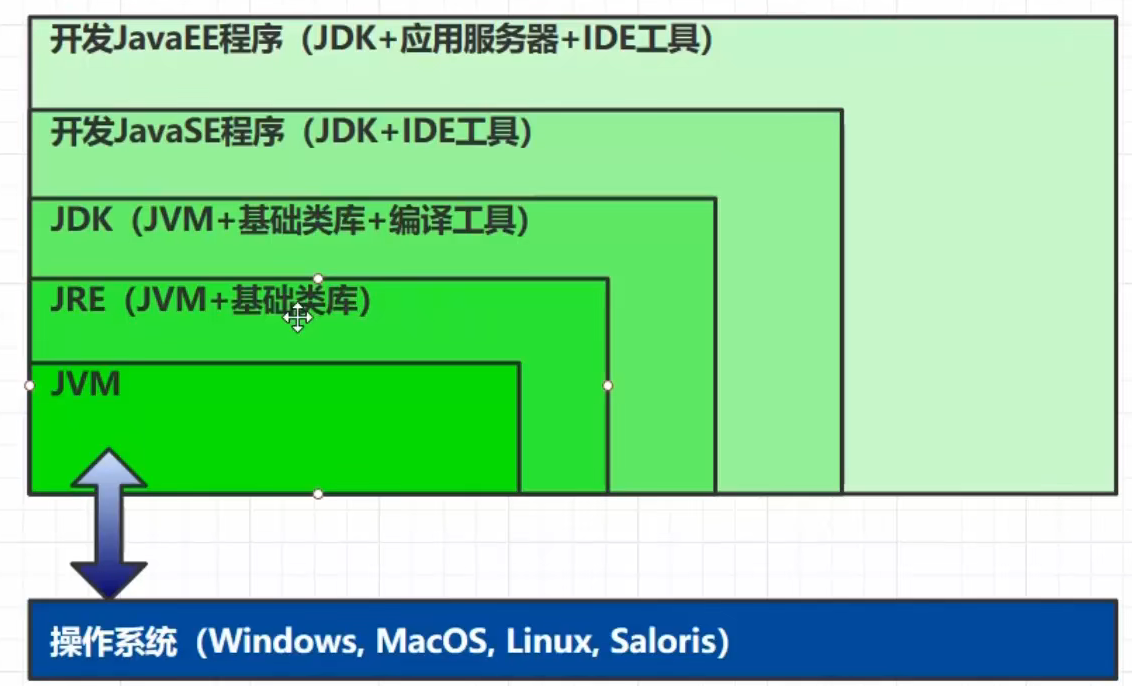 开发JavaEE程序（JDK+应用服务器+IDE工具）
开发JavaSE程序（JDK+IDE工具）
JDK（JVM+基础类库+编译工具）
JRE（JVM+基础类库）
JVM
操作系统（Windows, MacOS, Linux, Saloris）